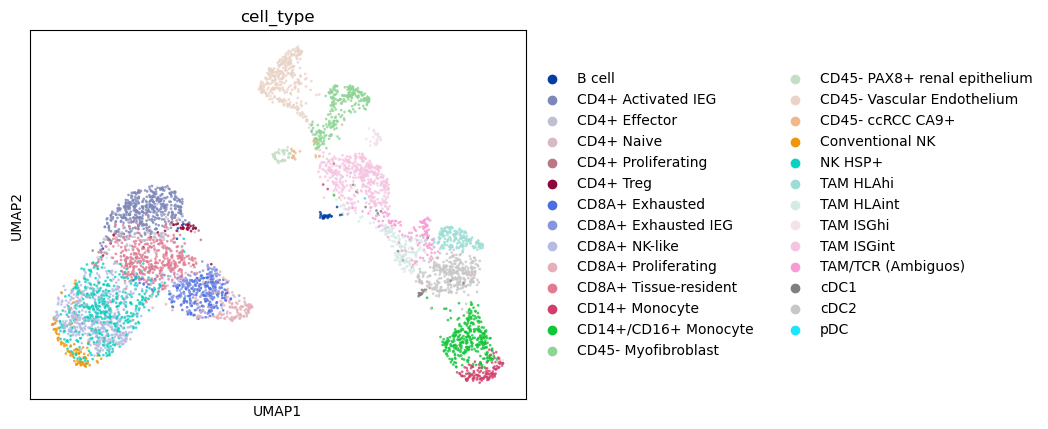 cell_type
UMAP2
UMAP1
B cell
CD4+ Activated IEG
CD4+ Effector
CD4+ Naive
CD4+ Proliferating
CD4+ Treg
CD8A+ Exhausted
CD8A+ Exhausted IEG
CD8A+ NK-like
CD8A+ Proliferating
CD8A+ Tissue-resident
CD14+ Monocyte
CD14+/CD16+ Monocyte
CD45- Myofibroblast
CD45- PAX8+ renal epithelium
CD45- Vascular Endothelium
CD45- ccRCC CA9+
Conventional NK
NK HSP+
TAM HLAhi
TAM HLAint
TAM ISGhi
TAM ISGint
TAM/TCR (Ambiguos)
cDC1
cDC2
pDC